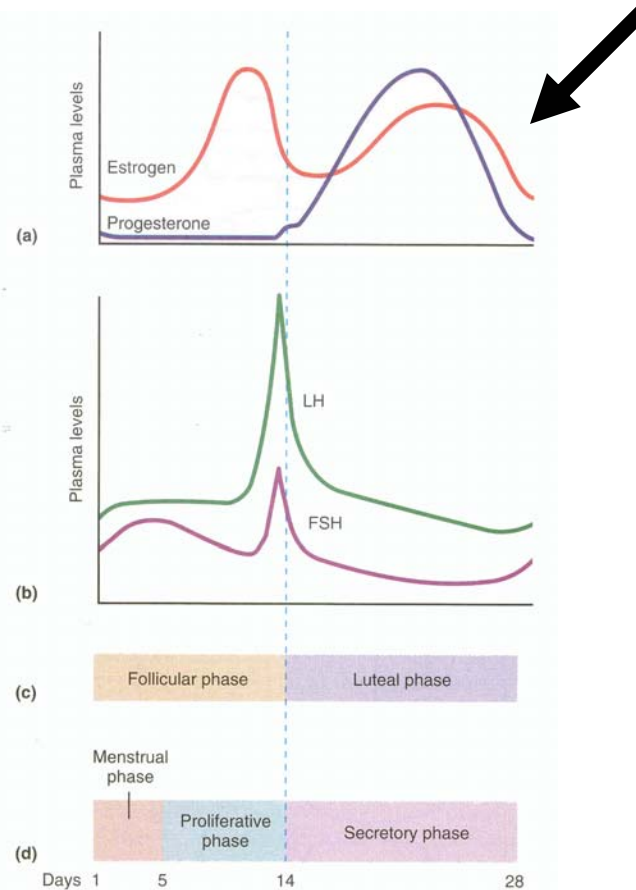 Plasma levels
Estrogen
Progesterone
(a)
Plasma levels
LH
FSH
(b)
Follicular phase
Luteal phase
(c)
Menstrual
phase
Proliferative
phase
Secretory phase
(d)
Days 1 5 14 28